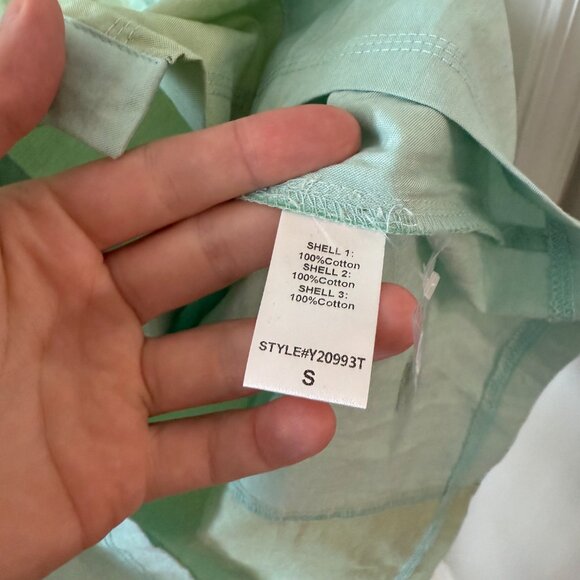 SHELL 1:
100%Cotton
SHELL 2:
100%Cotton
SHELL 3:
100%Cotton
STYLE#Y20993T
S